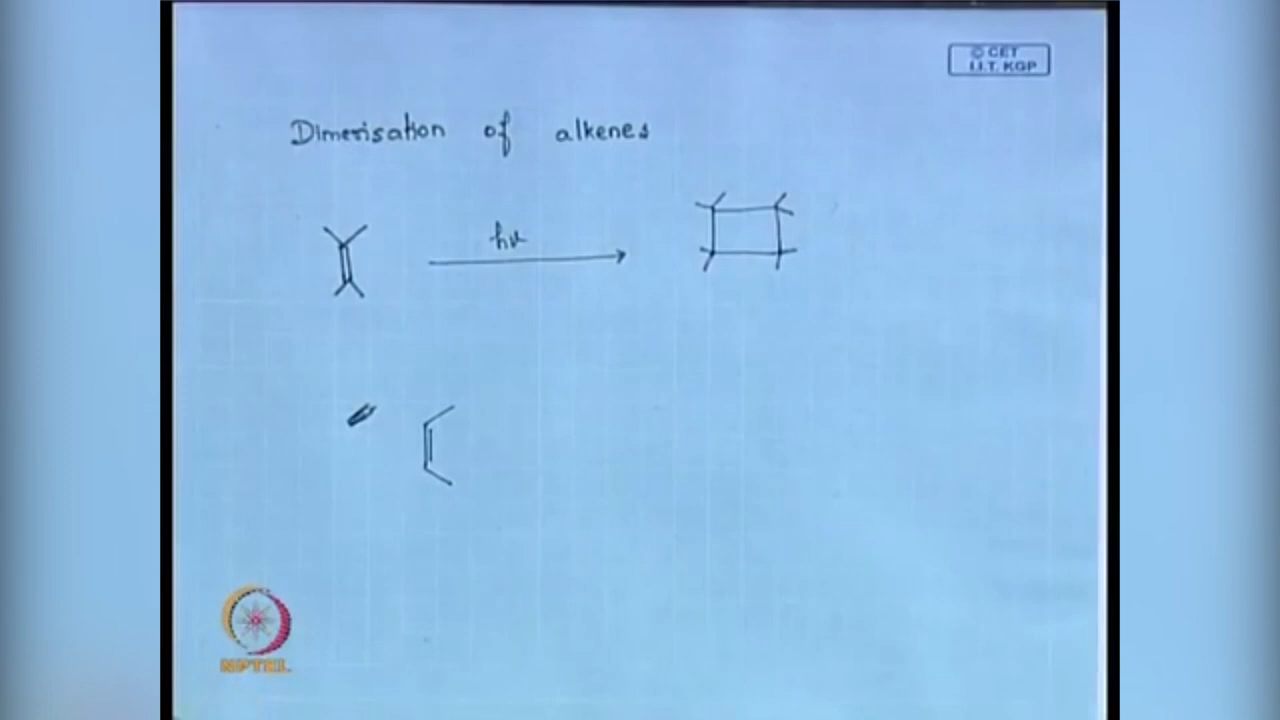 © CET
I.I.T. KGP
Dimerisation of alkenes
hν
NPTEL